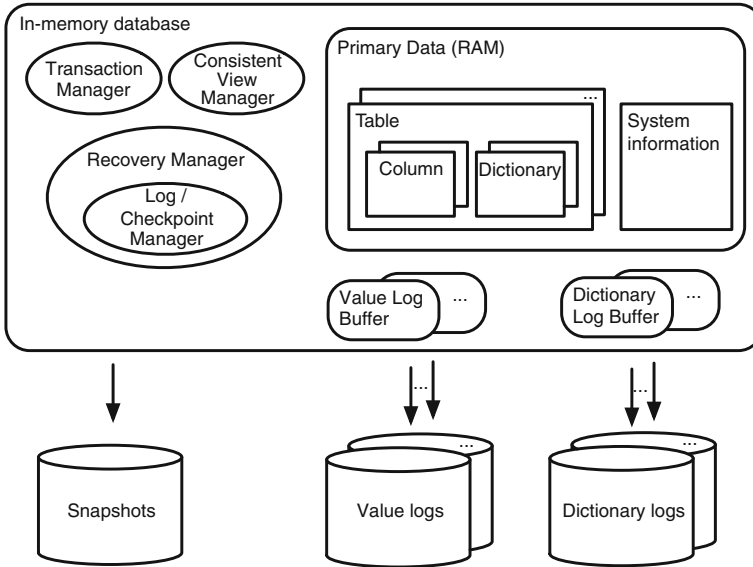 In-memory database
Transaction
Manager
Consistent
View
Manager
Recovery Manager
Log /
Checkpoint
Manager
Primary Data (RAM)
...
Table
Column
Dictionary
System
information
Value Log
Buffer
...
Dictionary
Log Buffer
...
...
...
Snapshots
...
Value logs
...
Dictionary logs